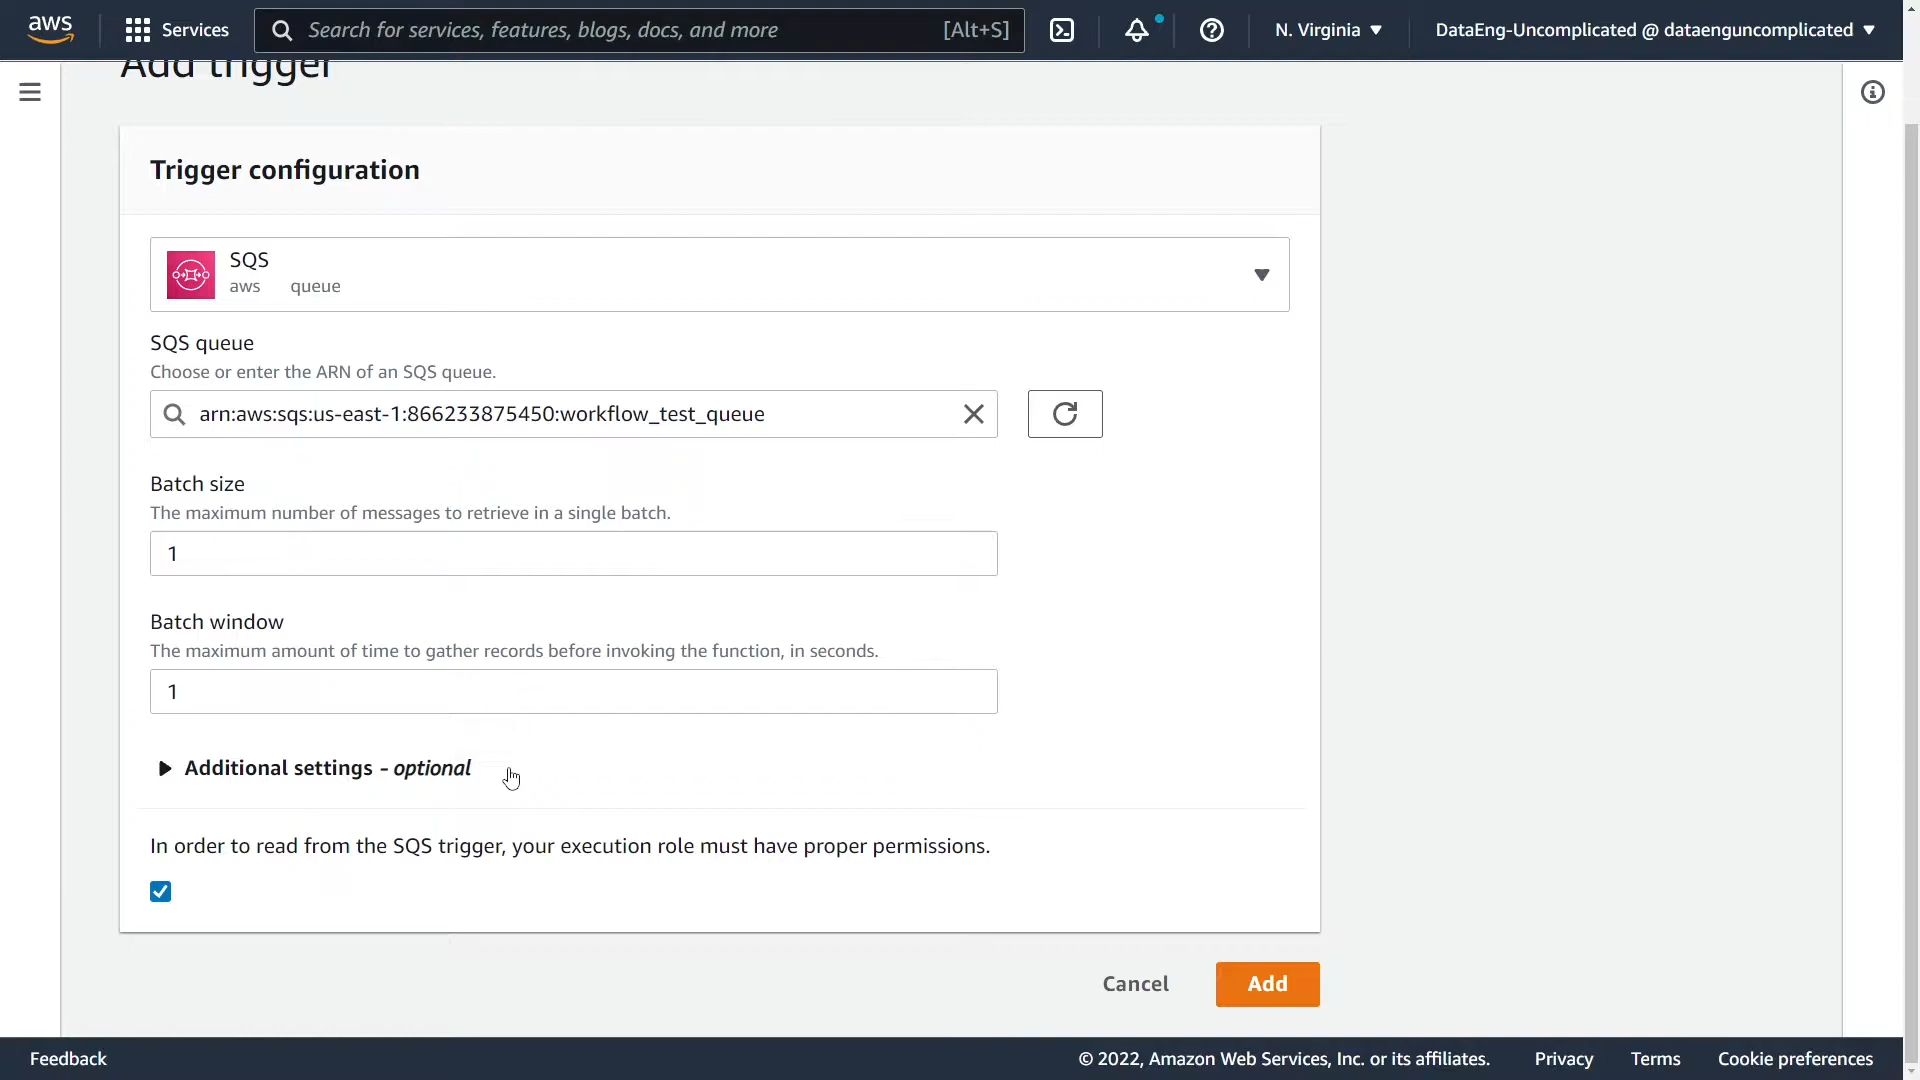 aws
Services
Search for services, features, blogs, docs, and more [Alt+S]
N. Virginia
DataEng-Uncomplicated @ dataenguncomplicated
Add trigger
Trigger configuration
SQS
aws queue
SQS queue
Choose or enter the ARN of an SQS queue.
arn:aws:sqs:us-east-1:866233875450:workflow_test_queue
Batch size
The maximum number of messages to retrieve in a single batch.
1
Batch window
The maximum amount of time to gather records before invoking the function, in seconds.
1
Additional settings - optional
In order to read from the SQS trigger, your execution role must have proper permissions.
Cancel
Add
Feedback
© 2022, Amazon Web Services, Inc. or its affiliates.
Privacy
Terms
Cookie preferences